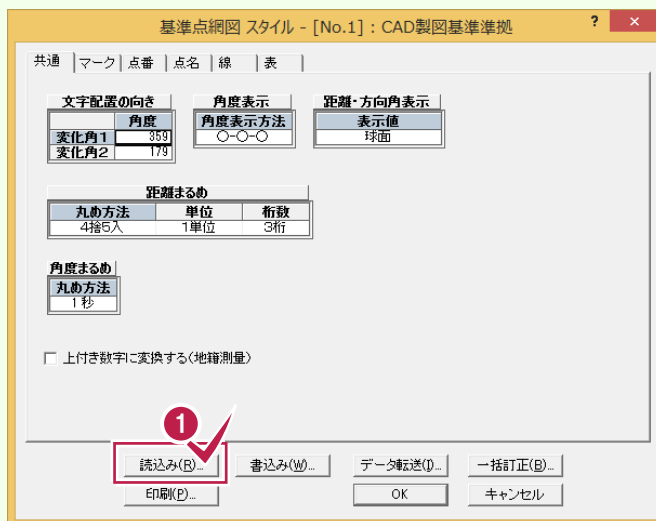 基準点網図 スタイル - [No.1] : CAD製図基準準拠 ? ×
共通 マーク 点番 点名 線 表
文字配置の向き 角度表示 距離・方向角表示
角度 角度表示方法 表示値
変化角1 359 ○-○-○ 球面
変化角2 179
距離まるめ
丸め方法 単位 桁数
4捨5入 1単位 3桁
角度まるめ
丸め方法
1秒
上付き数字に変換する(地籍測量)
1
読込み(R)... 書込み(W)... データ転送(I)... 一括訂正(B)...
印刷(P)... OK キャンセル